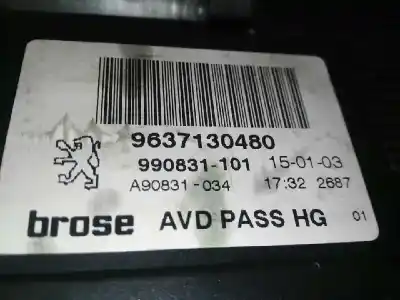 9637130480
990831-101 15-01-03
A90831-034 17:32 2687
brose AVD PASS HG 01